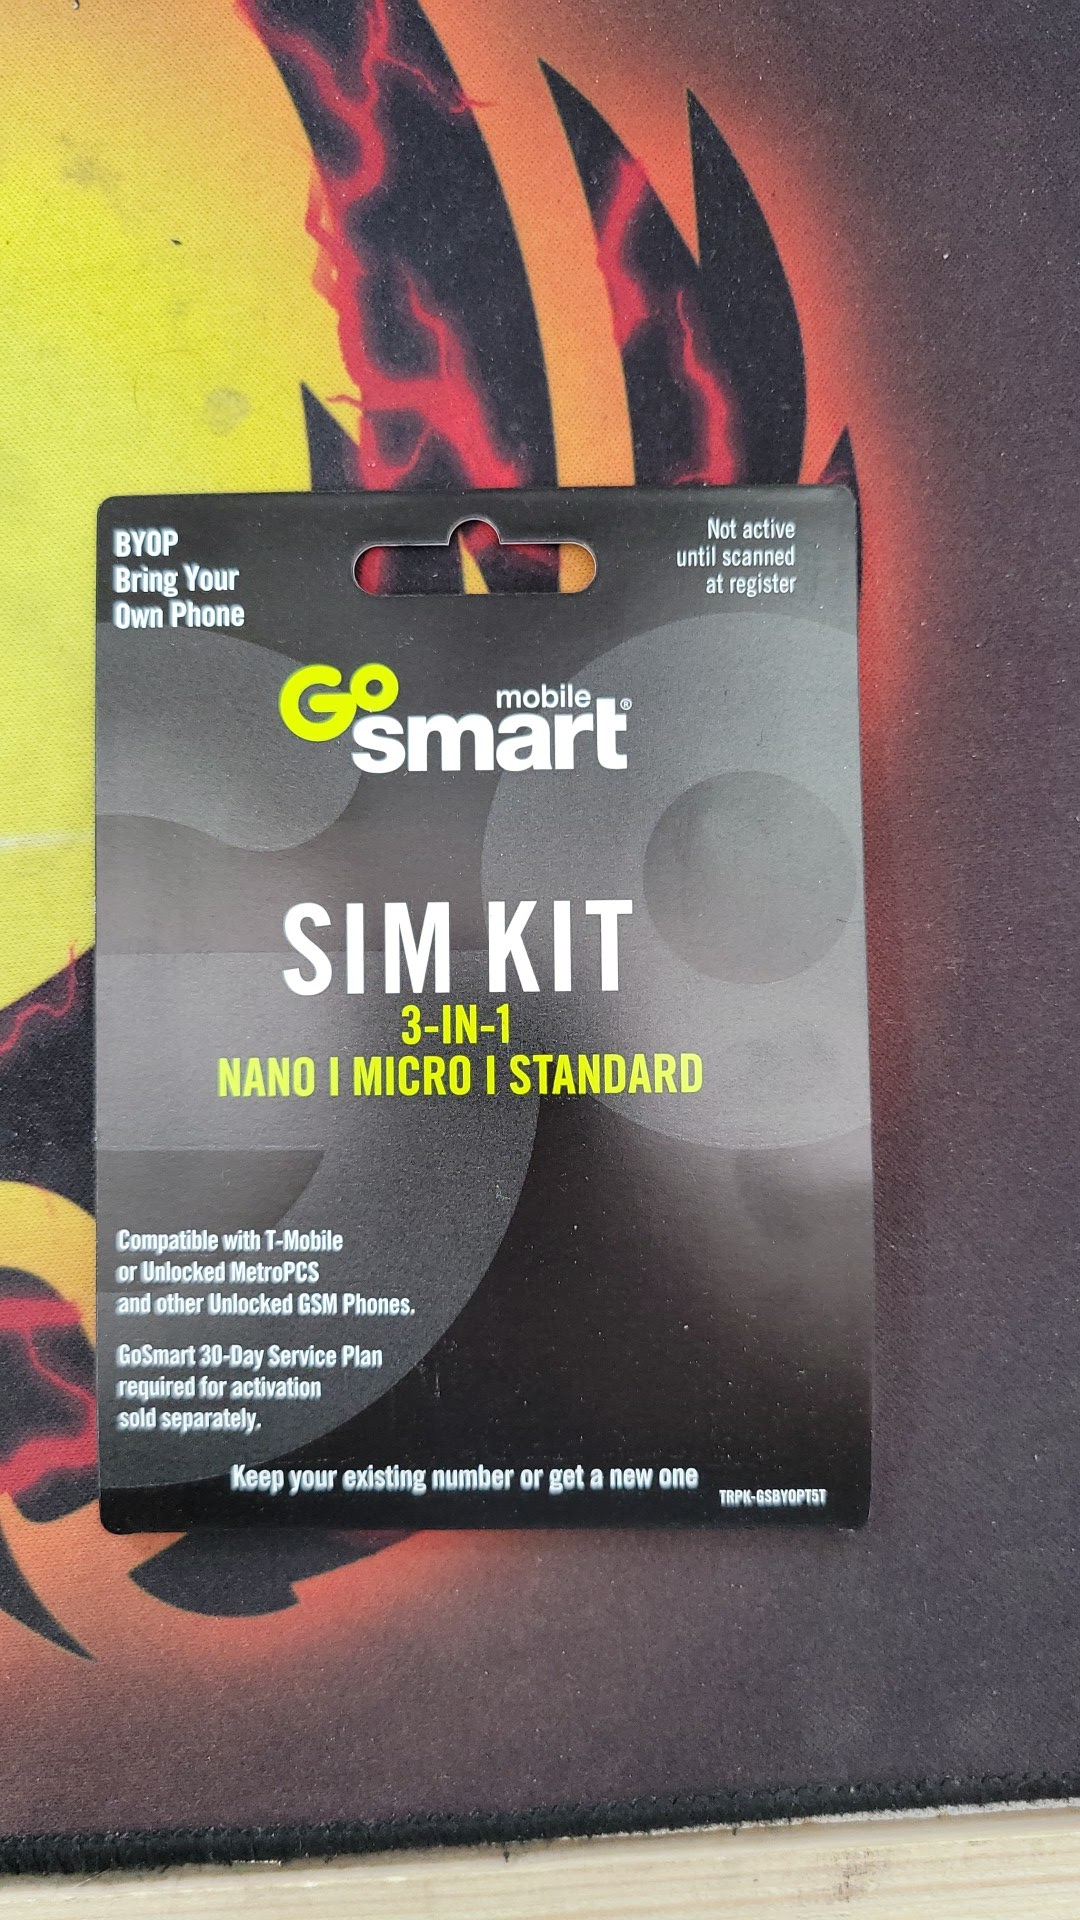 BYOP
Bring Your
Own Phone
Not active
until scanned
at register
Go
mobile
smart®
SIM KIT
3-IN-1
NANO | MICRO | STANDARD
Compatible with T-Mobile
or Unlocked MetroPCS
and other Unlocked GSM Phones.
GoSmart 30-Day Service Plan
required for activation
sold separately.
Keep your existing number or get a new one
TRPK-GSBYOPT5T